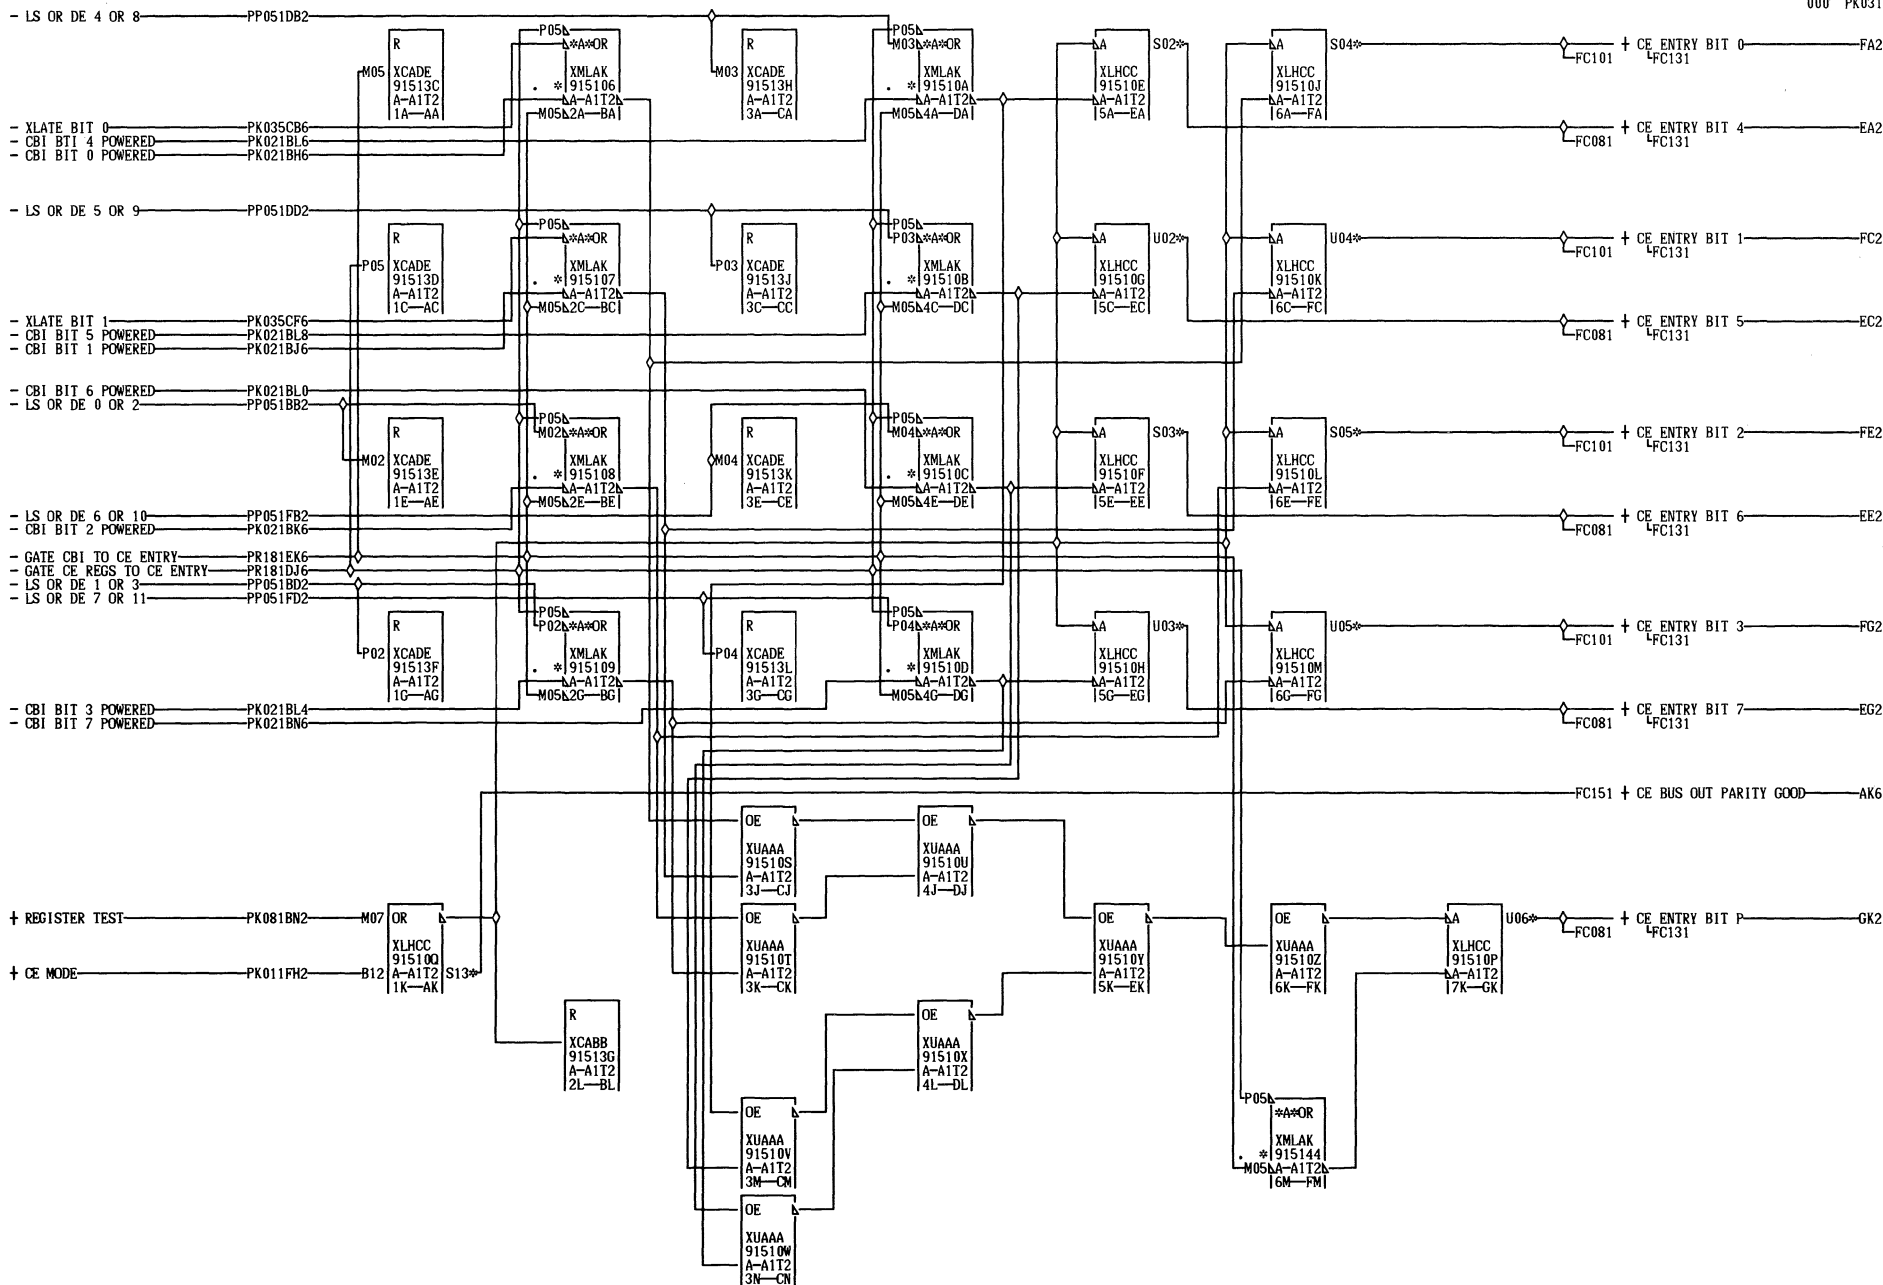 000 PK031
- LS OR DE 4 OR 8 PP051DB2
P05 P05
R *A*OR R M03 *A*OR A S02* A S04* + CE ENTRY BIT 0 FA2
FC101 FC131
M05 XCADE XMLAK M03 XCADE XMLAK XLHCC XLHCC
91513C . * 915106 91513H . * 91510A 91510E 91510J
A-A1T2 A-A1T2 A-A1T2 A-A1T2 A-A1T2 A-A1T2
1A—AA M05 2A—BA 3A—CA M05 4A—DA 5A—EA 6A—FA
- XLATE BIT 0 PK035CB6 + CE ENTRY BIT 4 EA2
- CBI BTI 4 POWERED PK021BL6 FC081 FC131
- CBI BIT 0 POWERED PK021BH6
- LS OR DE 5 OR 9 PP051DD2
P05 P05
R *A*OR R P03 *A*OR A U02* A U04* + CE ENTRY BIT 1 FC2
FC101 FC131
P05 XCADE XMLAK P03 XCADE XMLAK XLHCC XLHCC
91513D . * 915107 91513J . * 91510B 91510G 91510K
A-A1T2 A-A1T2 A-A1T2 A-A1T2 A-A1T2 A-A1T2
1C—AC M05 2C—BC 3C—CC M05 4C—DC 5C—EC 6C—FC
- XLATE BIT 1 PK035CF6 + CE ENTRY BIT 5 EC2
- CBI BIT 5 POWERED PK021BL8 FC081 FC131
- CBI BIT 1 POWERED PK021BJ6
- CBI BIT 6 POWERED PK021BL0
- LS OR DE 0 OR 2 PP051BB2
P05 P05
R M02 *A*OR R M04 *A*OR A S03* A S05* + CE ENTRY BIT 2 FE2
FC101 FC131
M02 XCADE XMLAK M04 XCADE XMLAK XLHCC XLHCC
91513E . * 915108 91513K . * 91510C 91510F 91510L
A-A1T2 A-A1T2 A-A1T2 A-A1T2 A-A1T2 A-A1T2
1E—AE M05 2E—BE 3E—CE M05 4E—DE 5E—EE 6E—FE
- LS OR DE 6 OR 10 PP051FB2 + CE ENTRY BIT 6 EE2
- CBI BIT 2 POWERED PK021BK6 FC081 FC131
- GATE CBI TO CE ENTRY PR181EK6
- GATE CE REGS TO CE ENTRY PR181DJ6
- LS OR DE 1 OR 3 PP051BD2
- LS OR DE 7 OR 11 PP051FD2
P05 P05
R P02 *A*OR R P04 *A*OR A U03* A U05* + CE ENTRY BIT 3 FG2
FC101 FC131
P02 XCADE XMLAK P04 XCADE XMLAK XLHCC XLHCC
91513F . * 915109 91513L . * 91510D 91510H 91510M
A-A1T2 A-A1T2 A-A1T2 A-A1T2 A-A1T2 A-A1T2
1G—AG M05 2G—BG 3G—CG M05 4G—DG 5G—EG 6G—FG
- CBI BIT 3 POWERED PK021BL4 + CE ENTRY BIT 7 EG2
- CBI BIT 7 POWERED PK021BN6 FC081 FC131
FC151 + CE BUS OUT PARITY GOOD AK6
OE OE
XUAAA XUAAA
91510S 91510U
A-A1T2 A-A1T2
3J—CJ 4J—DJ
+ REGISTER TEST PK081BN2 M07 OR OE OE OE A U06* + CE ENTRY BIT P GK2
FC081 FC131
XLHCC XUAAA XUAAA XUAAA XLHCC
91510Q 91510T 91510Y 91510Z 91510P
+ CE MODE PK011FH2 B12 A-A1T2 S13* A-A1T2 A-A1T2 A-A1T2 A-A1T2
1K—AK 3K—CK 5K—EK 6K—FK 7K—GK
R OE
XCABB XUAAA
91513G 91510X
A-A1T2 A-A1T2
2L—BL 4L—DL
P05
OE *A*OR
XUAAA XMLAK
91510V . * 915144
A-A1T2 M05 A-A1T2
3M—CM 6M—FM
OE
XUAAA
91510W
A-A1T2
3N—CN